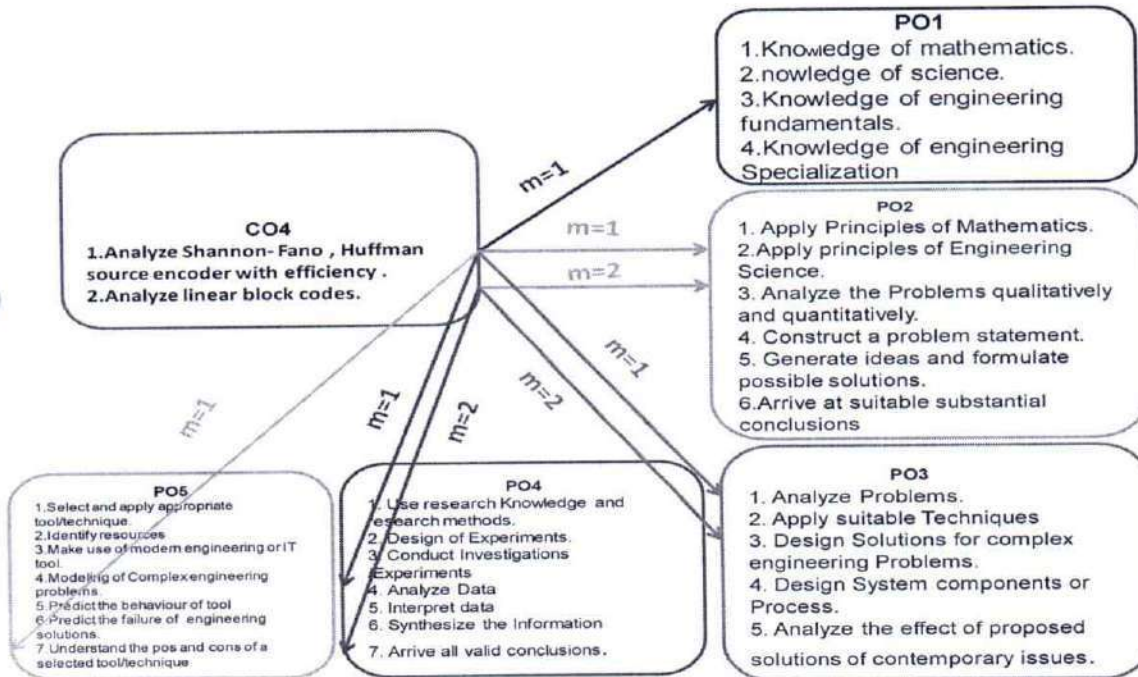 PO1
1.Knowledge of mathematics.
2.nowledge of science.
3.Knowledge of engineering
fundamentals.
4.Knowledge of engineering
Specialization
m=1
CO4
1.Analyze Shannon- Fano , Huffman
source encoder with efficiency .
2.Analyze linear block codes.
m=1
m=2
PO2
1. Apply Principles of Mathematics.
2.Apply principles of Engineering
Science.
3. Analyze the Problems qualitatively
and quantitatively.
4. Construct a problem statement.
5. Generate ideas and formulate
possible solutions.
6.Arrive at suitable substantial
conclusions
m=1
m=1
m=2
m=1
m=2
PO5
1.Select and apply appropriate
tool/technique.
2.Identify resources
3.Make use of modern engineering or IT
tool.
4.Modeling of Complex engineering
problems.
5.Predict the behaviour of tool
6.Predict the failure of engineering
solutions.
7.Understand the pos and cons of a
selected tool/technique
PO4
1. Use research Knowledge and
research methods.
2. Design of Experiments.
3. Conduct Investigations
Experiments
4. Analyze Data
5. Interpret data
6. Synthesize the Information
7. Arrive all valid conclusions.
PO3
1. Analyze Problems.
2. Apply suitable Techniques
3. Design Solutions for complex
engineering Problems.
4. Design System components or
Process.
5. Analyze the effect of proposed
solutions of contemporary issues.